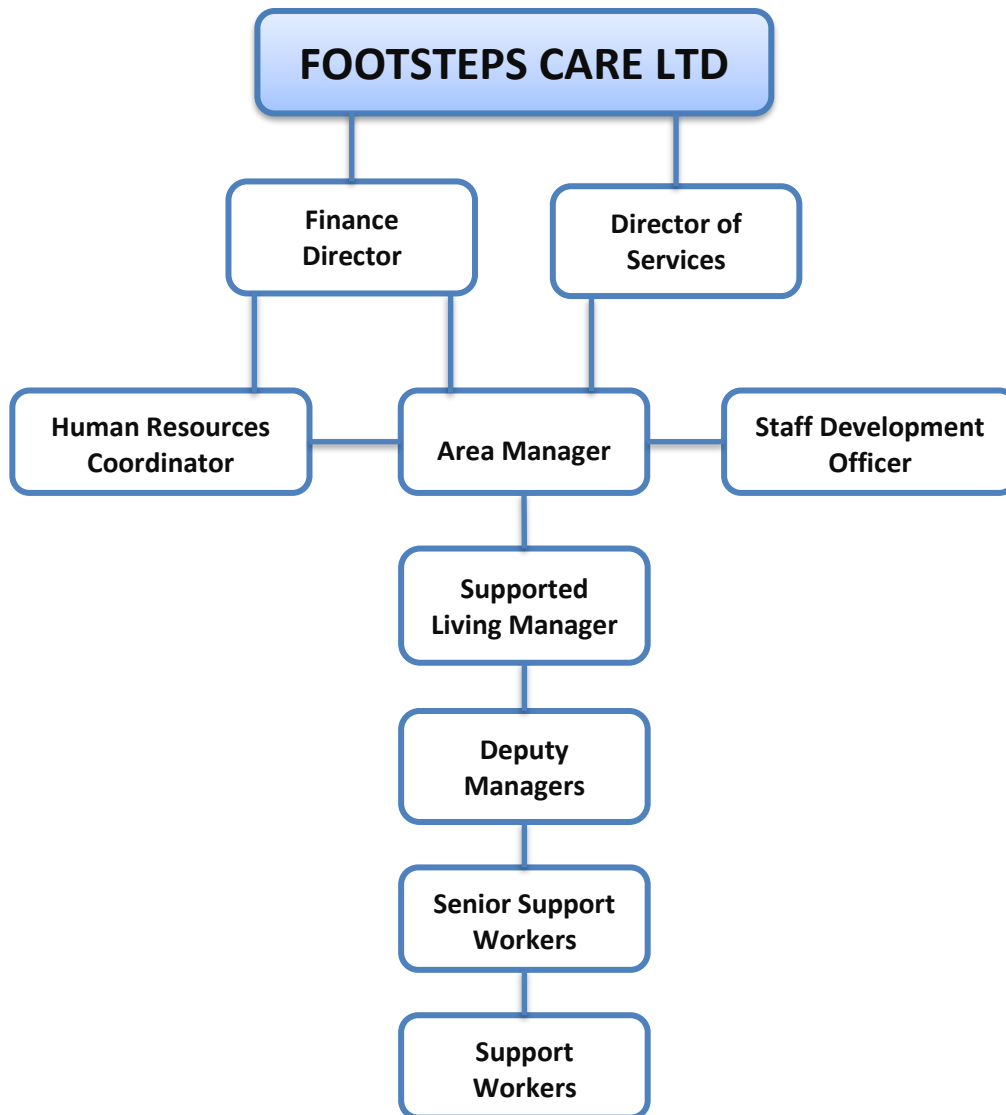 FOOTSTEPS CARE LTD
Finance
Director
Director of
Services
Human Resources
Coordinator
Area Manager
Staff Development
Officer
Supported
Living Manager
Deputy
Managers
Senior Support
Workers
Support
Workers